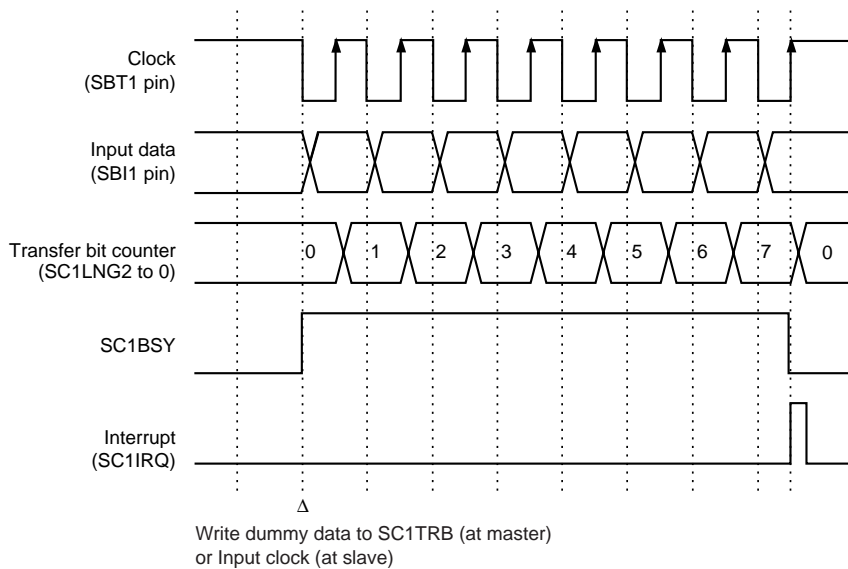 Clock
(SBT1 pin)
Input data
(SBI1 pin)
Transfer bit counter
(SC1LNG2 to 0)
0 1 2 3 4 5 6 7 0
SC1BSY
Interrupt
(SC1IRQ)
Δ
Write dummy data to SC1TRB (at master)
or Input clock (at slave)